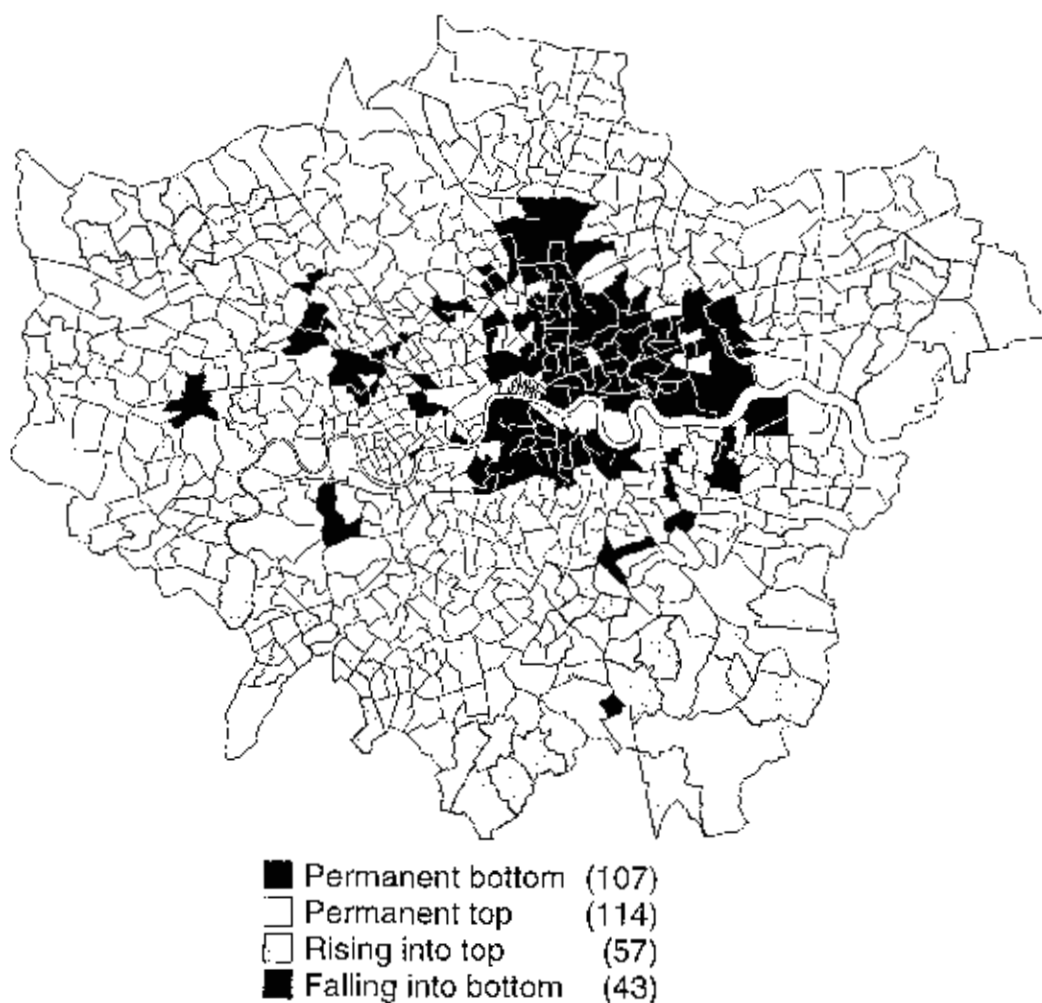 Permanent bottom (107)
Permanent top (114)
Rising into top (57)
Falling into bottom (43)